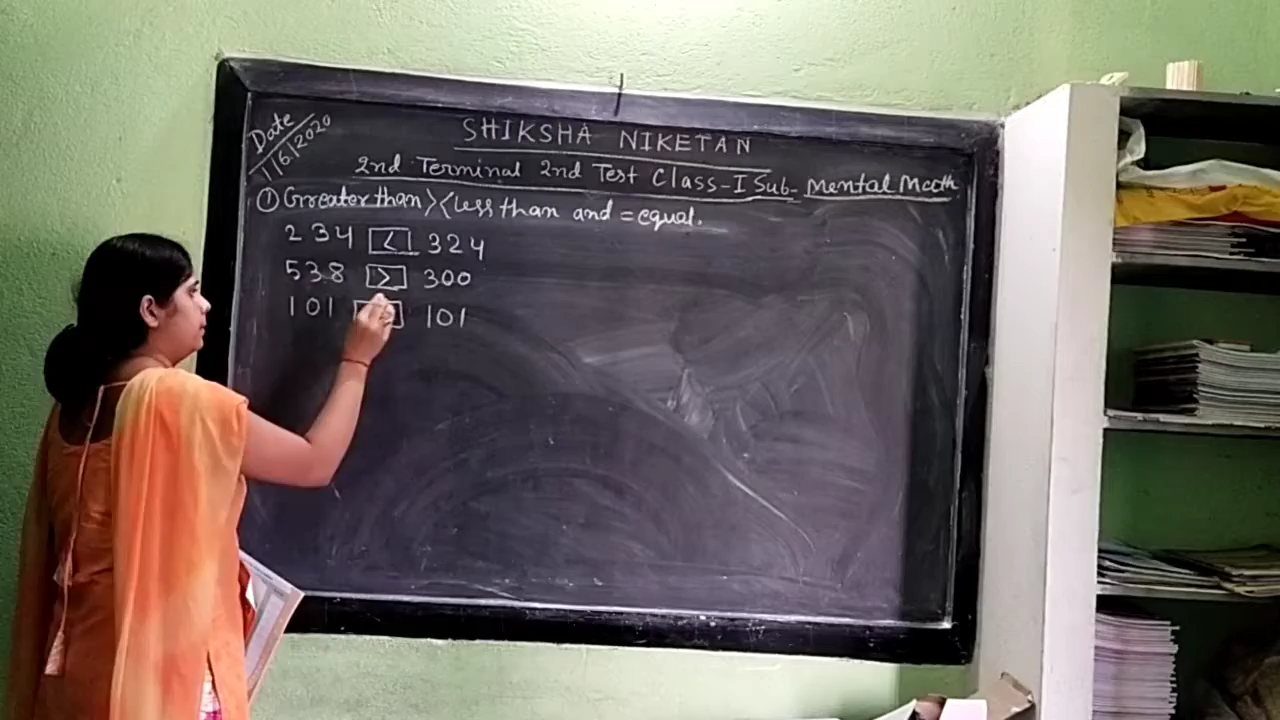 Date
1/6/2020
SHIKSHA NIKETAN
2nd Terminal 2nd Test Class-I Sub- Mental Math
① Greater than > < less than and = equal.
234 < 324
538 > 300
101 101